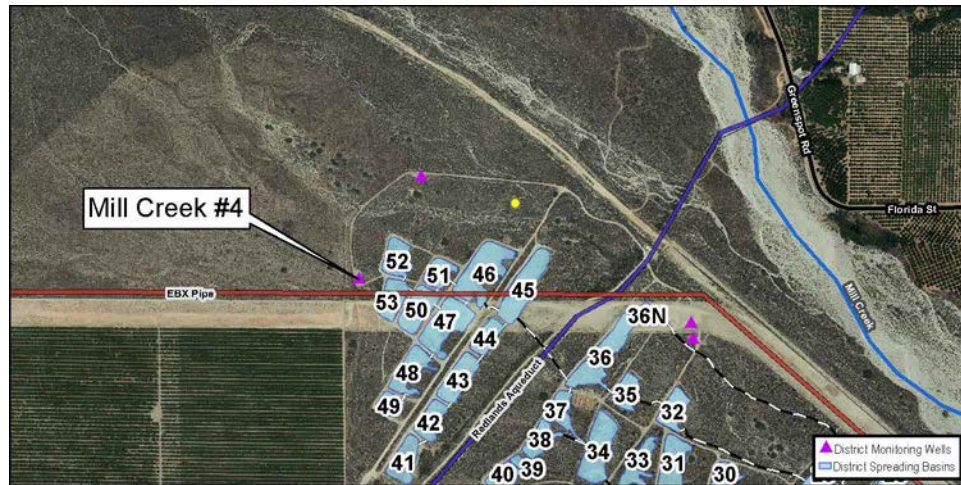 Greenspot Rd
Mill Creek #4
Florida St
52
51
46
45
EBX Pipe
53
50
47
Mill Creek
36N
44
48
43
36
49
35
Redlands Aqueduct
42
37
32
38
34
41
33
31
40
39
30
District Monitoring Wells
District Spreading Basins